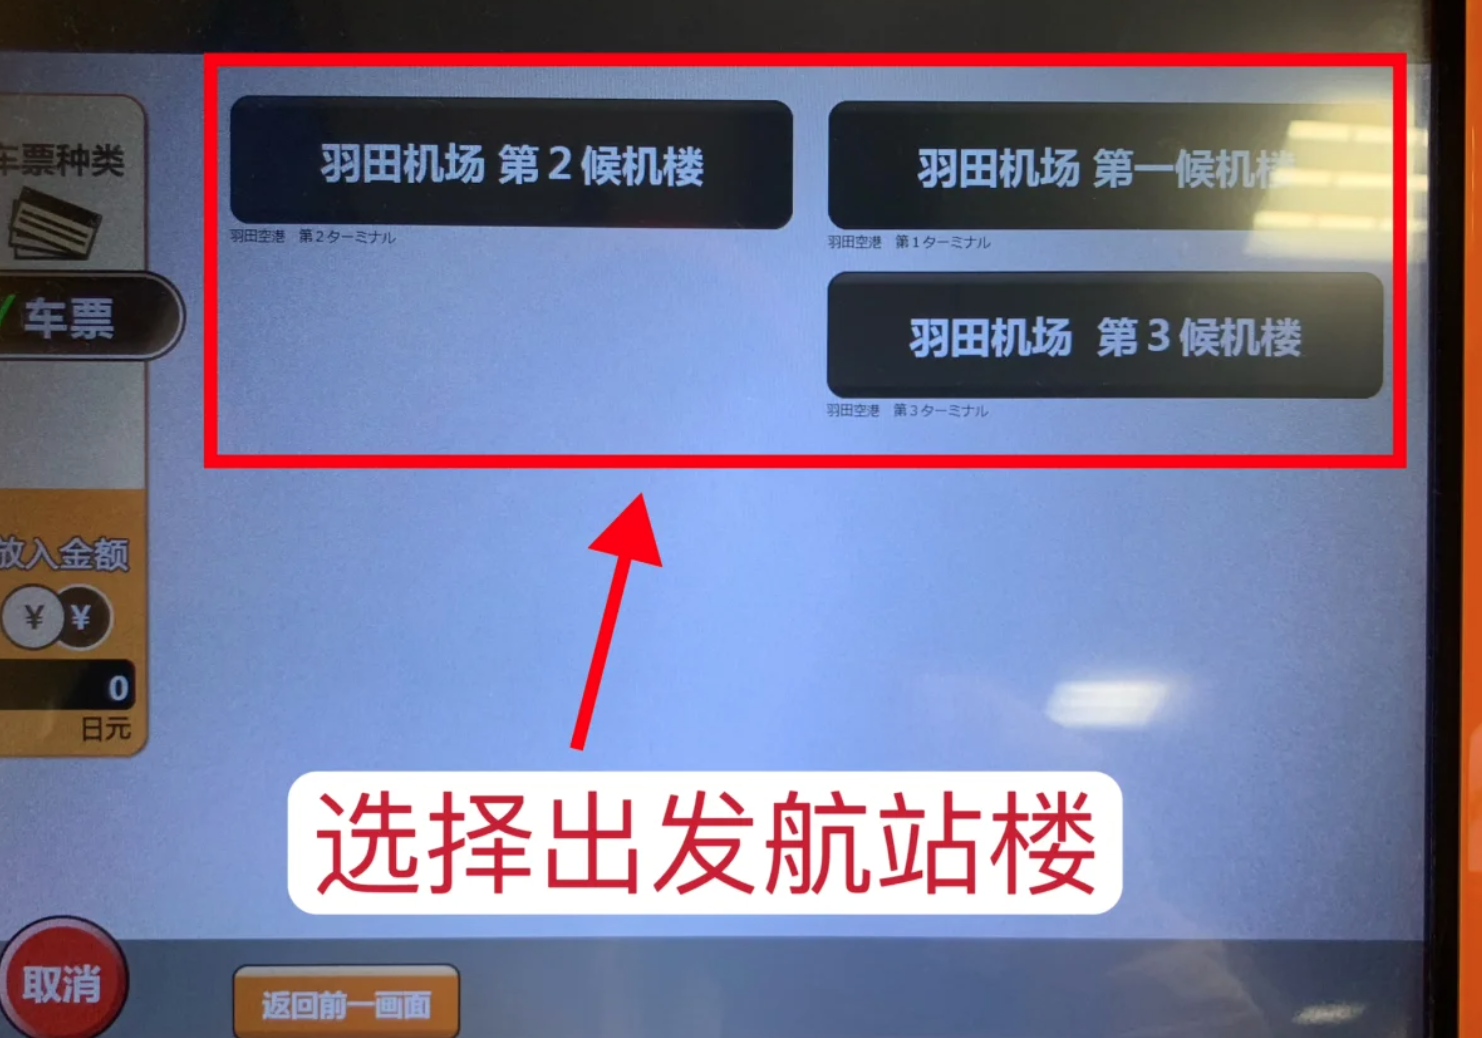 车票种类
羽田机场 第２候机楼
羽田空港　第２ターミナル
羽田机场 第一候机楼
羽田空港　第１ターミナル
车票
羽田机场 第３候机楼
羽田空港　第３ターミナル
放入金额
¥ ¥
0
日元
选择出发航站楼
取消
返回前一画面